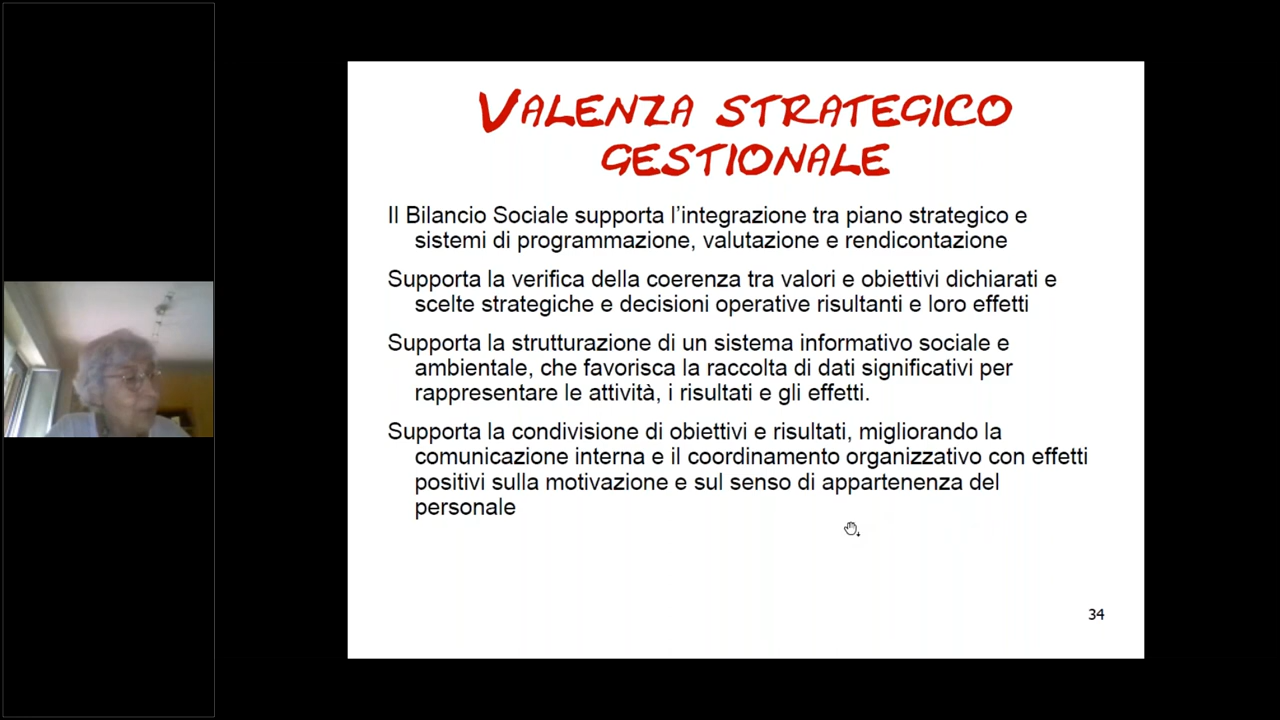 VALENZA STRATEGICO
GESTIONALE
Il Bilancio Sociale supporta l’integrazione tra piano strategico e
sistemi di programmazione, valutazione e rendicontazione
Supporta la verifica della coerenza tra valori e obiettivi dichiarati e
scelte strategiche e decisioni operative risultanti e loro effetti
Supporta la strutturazione di un sistema informativo sociale e
ambientale, che favorisca la raccolta di dati significativi per
rappresentare le attività, i risultati e gli effetti.
Supporta la condivisione di obiettivi e risultati, migliorando la
comunicazione interna e il coordinamento organizzativo con effetti
positivi sulla motivazione e sul senso di appartenenza del
personale
34